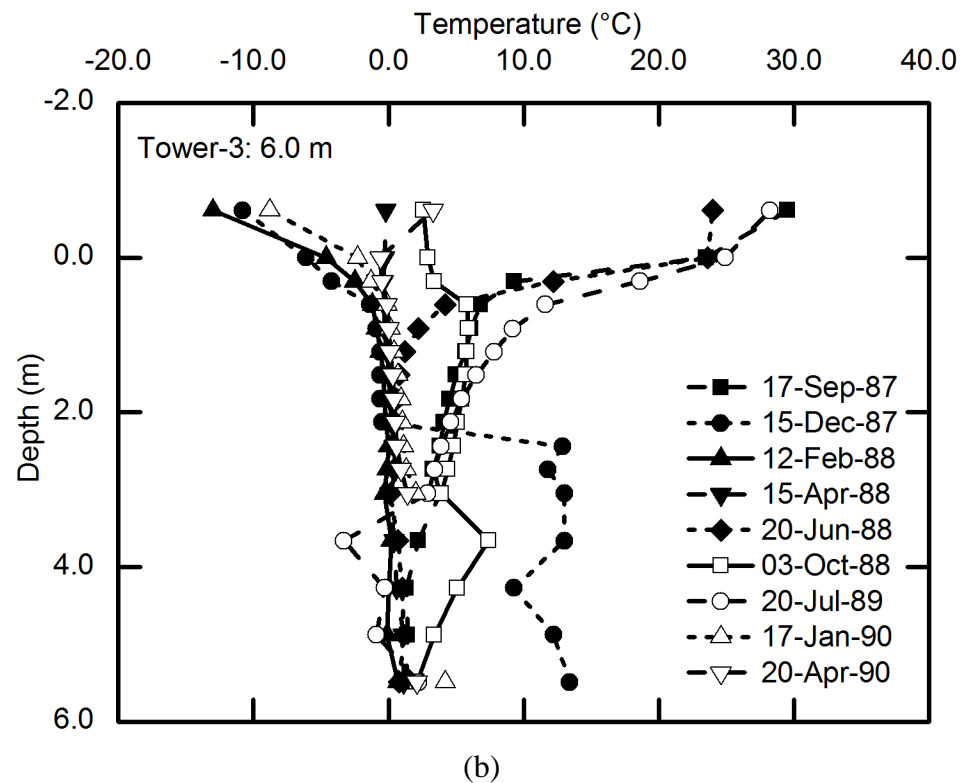 Temperature (°C)
-20.0 -10.0 0.0 10.0 20.0 30.0 40.0
-2.0
Tower-3: 6.0 m
0.0
2.0
4.0
6.0
Depth (m)
17-Sep-87
15-Dec-87
12-Feb-88
15-Apr-88
20-Jun-88
03-Oct-88
20-Jul-89
17-Jan-90
20-Apr-90
(b)